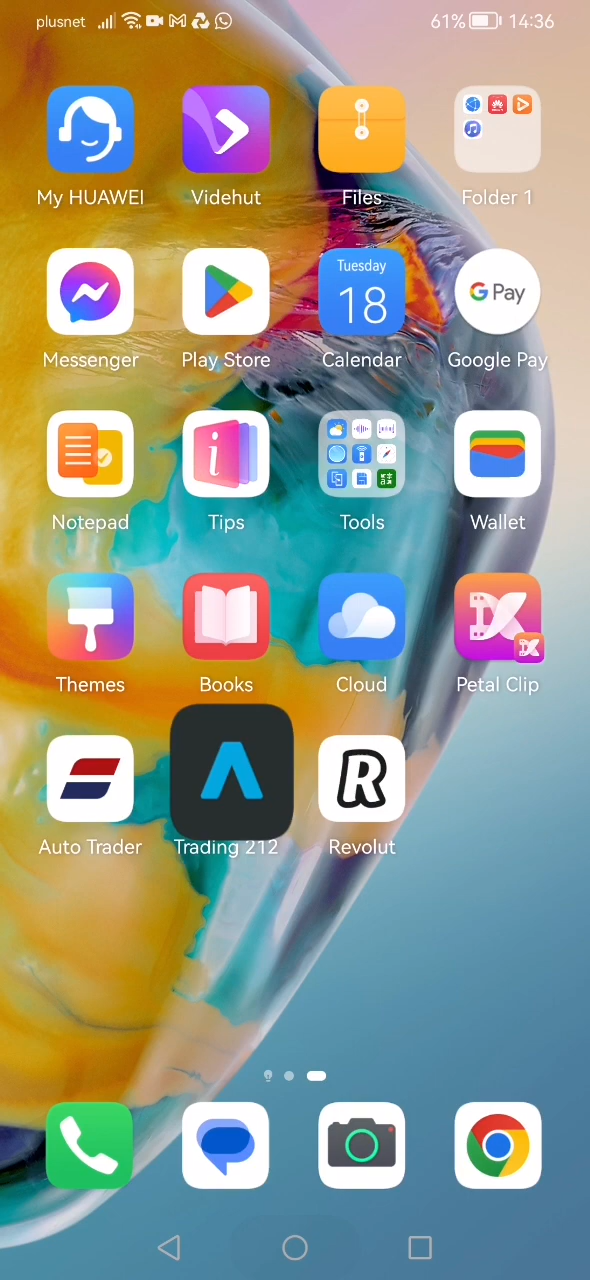 plusnet 61% 14:36
My HUAWEI Videhut Files Folder 1
Tuesday
18
G Pay
Messenger Play Store Calendar Google Pay
i
Notepad Tips Tools Wallet
Themes Books Cloud Petal Clip
R
Auto Trader Trading 212 Revolut